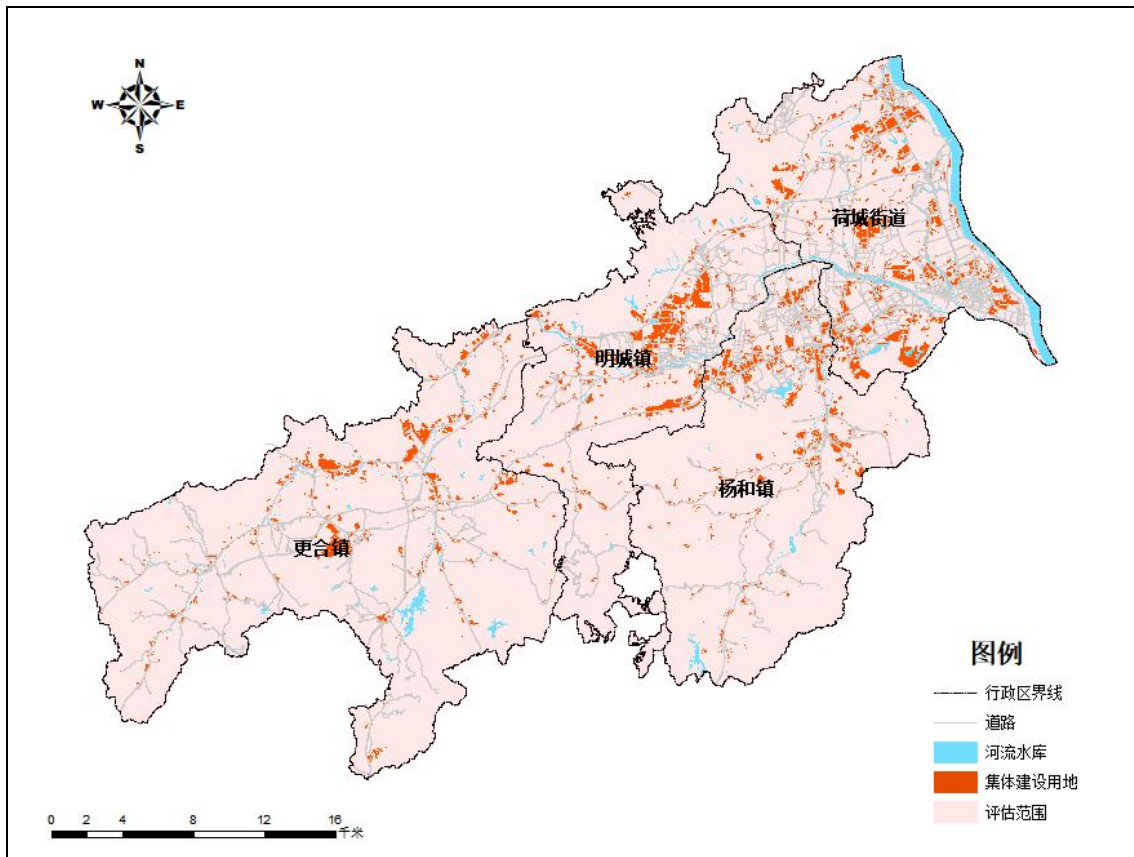 N
W
E
S
荷城街道
明城镇
杨和镇
更合镇
图例
行政区界线
道路
河流水库
集体建设用地
评估范围
0 2 4 8 12 16
千米